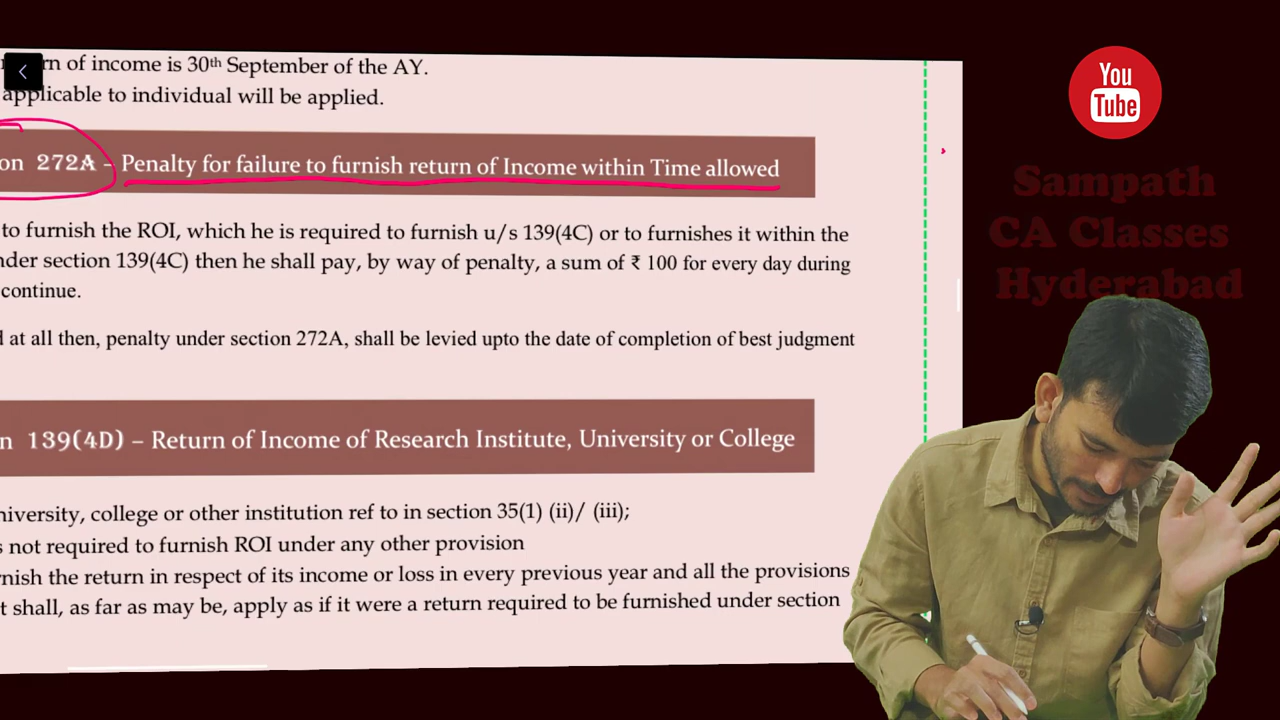 rn of income is 30th September of the AY.
applicable to individual will be applied.
on 272A - Penalty for failure to furnish return of Income within Time allowed
to furnish the ROI, which he is required to furnish u/s 139(4C) or to furnishes it within the
nder section 139(4C) then he shall pay, by way of penalty, a sum of ₹ 100 for every day during
continue.
d at all then, penalty under section 272A, shall be levied upto the date of completion of best judgment
n 139(4D) – Return of Income of Research Institute, University or College
niversity, college or other institution ref to in section 35(1) (ii)/ (iii);
s not required to furnish ROI under any other provision
rnish the return in respect of its income or loss in every previous year and all the provisions
t shall, as far as may be, apply as if it were a return required to be furnished under section
You
Tube
Sampath
CA Classes
Hyderabad